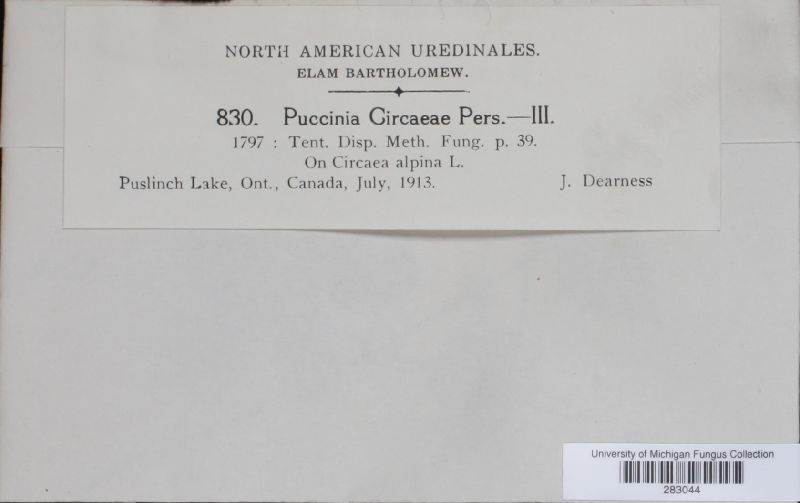 NORTH AMERICAN UREDINALES.
ELAM BARTHOLOMEW.
830. Puccinia Circaeae Pers.—III.
1797 : Tent. Disp. Meth. Fung. p. 39.
On Circaea alpina L.
Puslinch Lake, Ont., Canada, July, 1913. J. Dearness
University of Michigan Fungus Collection
283044